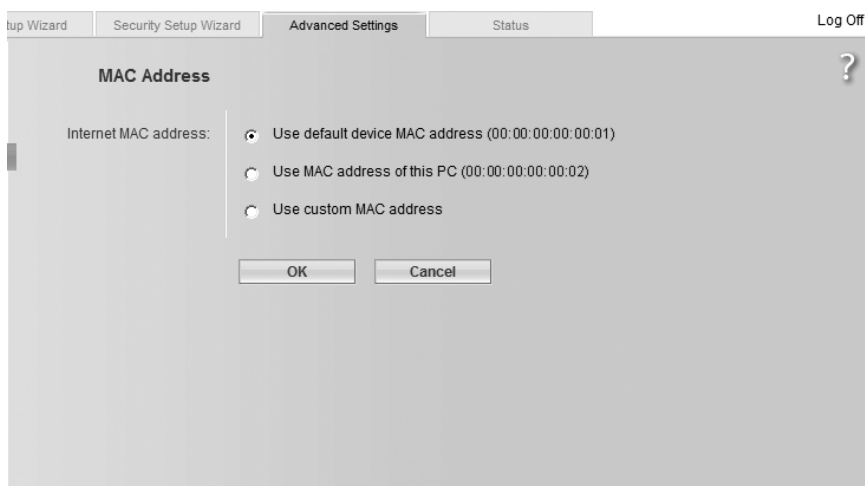 tup Wizard
Security Setup Wizard
Advanced Settings
Status
Log Off
?
MAC Address
Internet MAC address:
Use default device MAC address (00:00:00:00:00:01)
Use MAC address of this PC (00:00:00:00:00:02)
Use custom MAC address
OK
Cancel